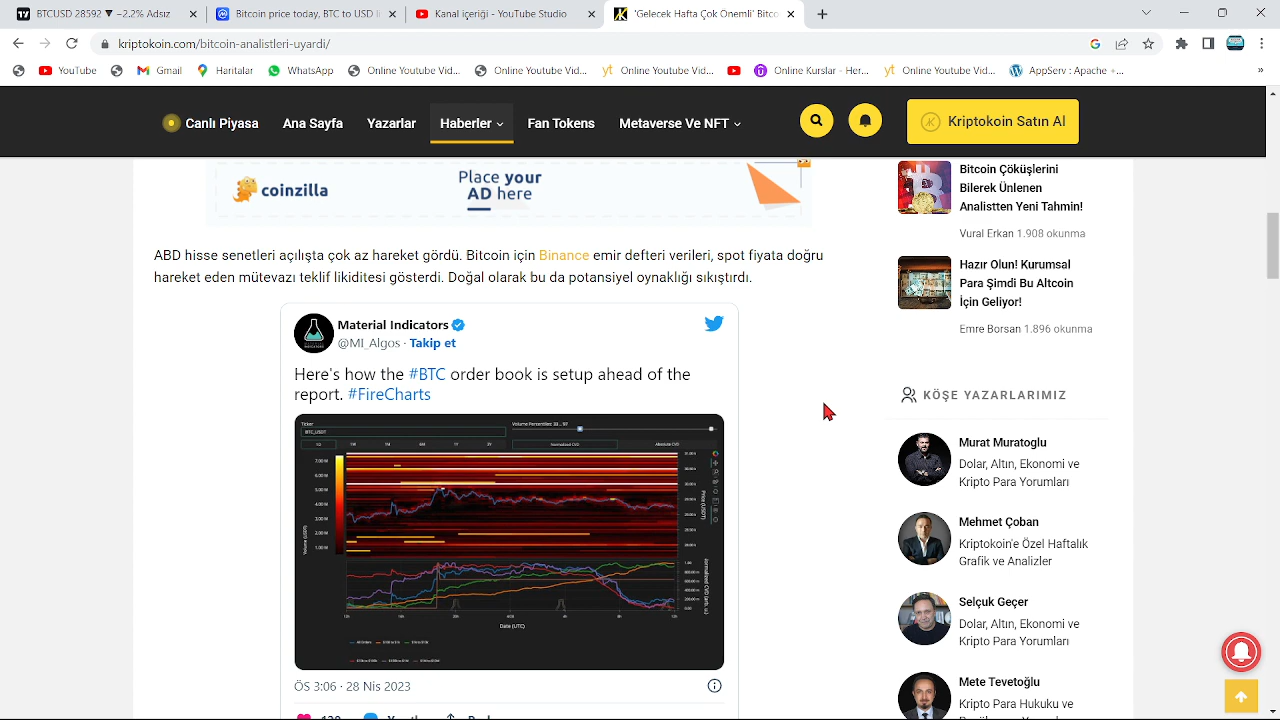 BTCUSD 28592 ▼ −2.2% Adsız
Bitcoin price today, BTC to USD li
Kanal içeriği - YouTube Studio
'Gelecek Hafta Çok Önemli' Bitco
kriptokoin.com/bitcoin-analistleri-uyardi/
YouTube
Gmail
Haritalar
WhatsApp
Online Youtube Vid...
Online Youtube Vid...
Online Youtube Vid...
Online Kurslar - Her...
Online Youtube Vid...
AppServ : Apache +...
Canlı Piyasa
Ana Sayfa
Yazarlar
Haberler
Fan Tokens
Metaverse Ve NFT
Kriptokoin Satın Al
coinzilla
Place your
AD here
ABD hisse senetleri açılışta çok az hareket gördü. Bitcoin için Binance emir defteri verileri, spot fiyata doğru
hareket eden mütevazı teklif likiditesi gösterdi. Doğal olarak bu da potansiyel oynaklığı sıkıştırdı.
Material Indicators
@MI_Algos · Takip et
Here's how the #BTC order book is setup ahead of the
report. #FireCharts
Ticker
BTC_USDT
Date (UTC)
ÖS 3:06 · 28 Nis 2023
Bitcoin Çöküşlerini
Bilerek Ünlenen
Analistten Yeni Tahmin!
Vural Erkan 1.908 okunma
Hazır Olun! Kurumsal
Para Şimdi Bu Altcoin
İçin Geliyor!
Emre Borsacı 1.896 okunma
KÖŞE YAZARLARIMIZ
Murat Muratoğlu
Dolar, Altın, Ekonomi ve
Kripto Para Yorumları
Mehmet Çoban
Kriptokoin'e Özel Haftalık
Grafik ve Analizler
Selçuk Geçer
Dolar, Altın, Ekonomi ve
Kripto Para Yorumları
Mete Tevetoğlu
Kripto Para Hukuku ve